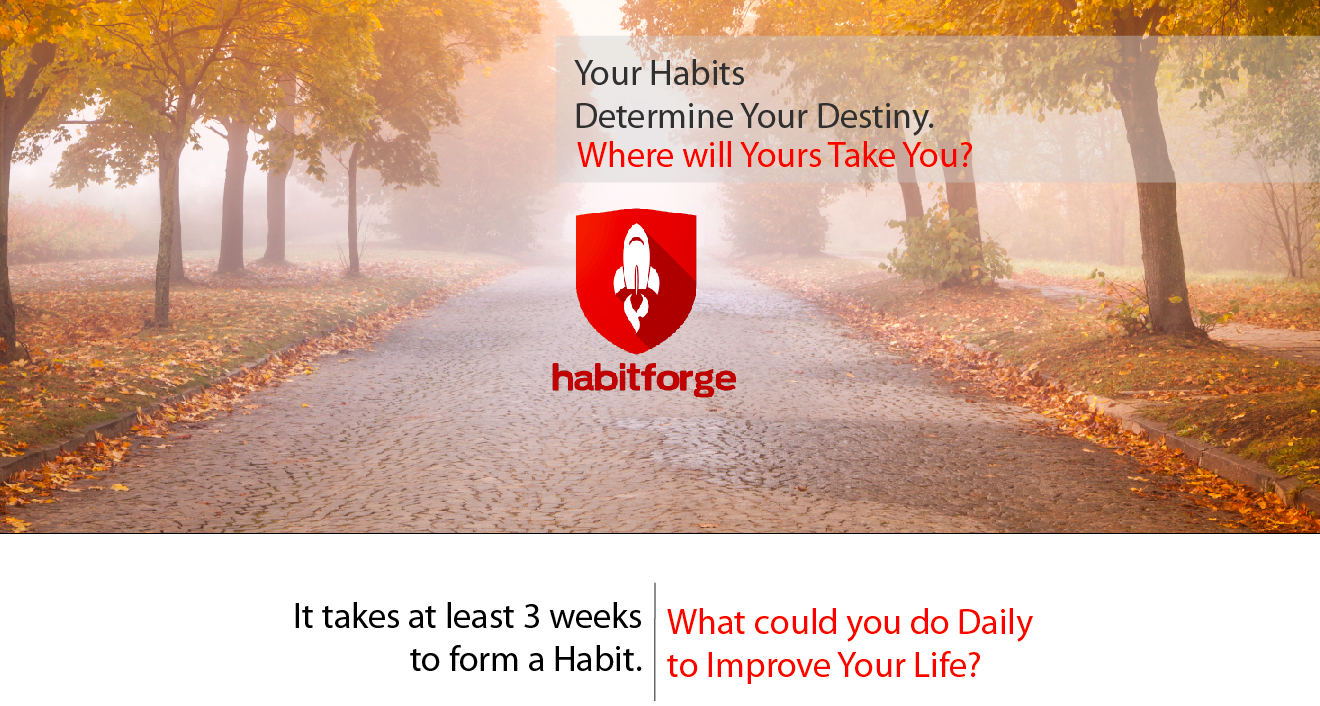 Your Habits
Determine Your Destiny.
Where will Yours Take You?
habitforge
It takes at least 3 weeks
to form a Habit.
What could you do Daily
to Improve Your Life?